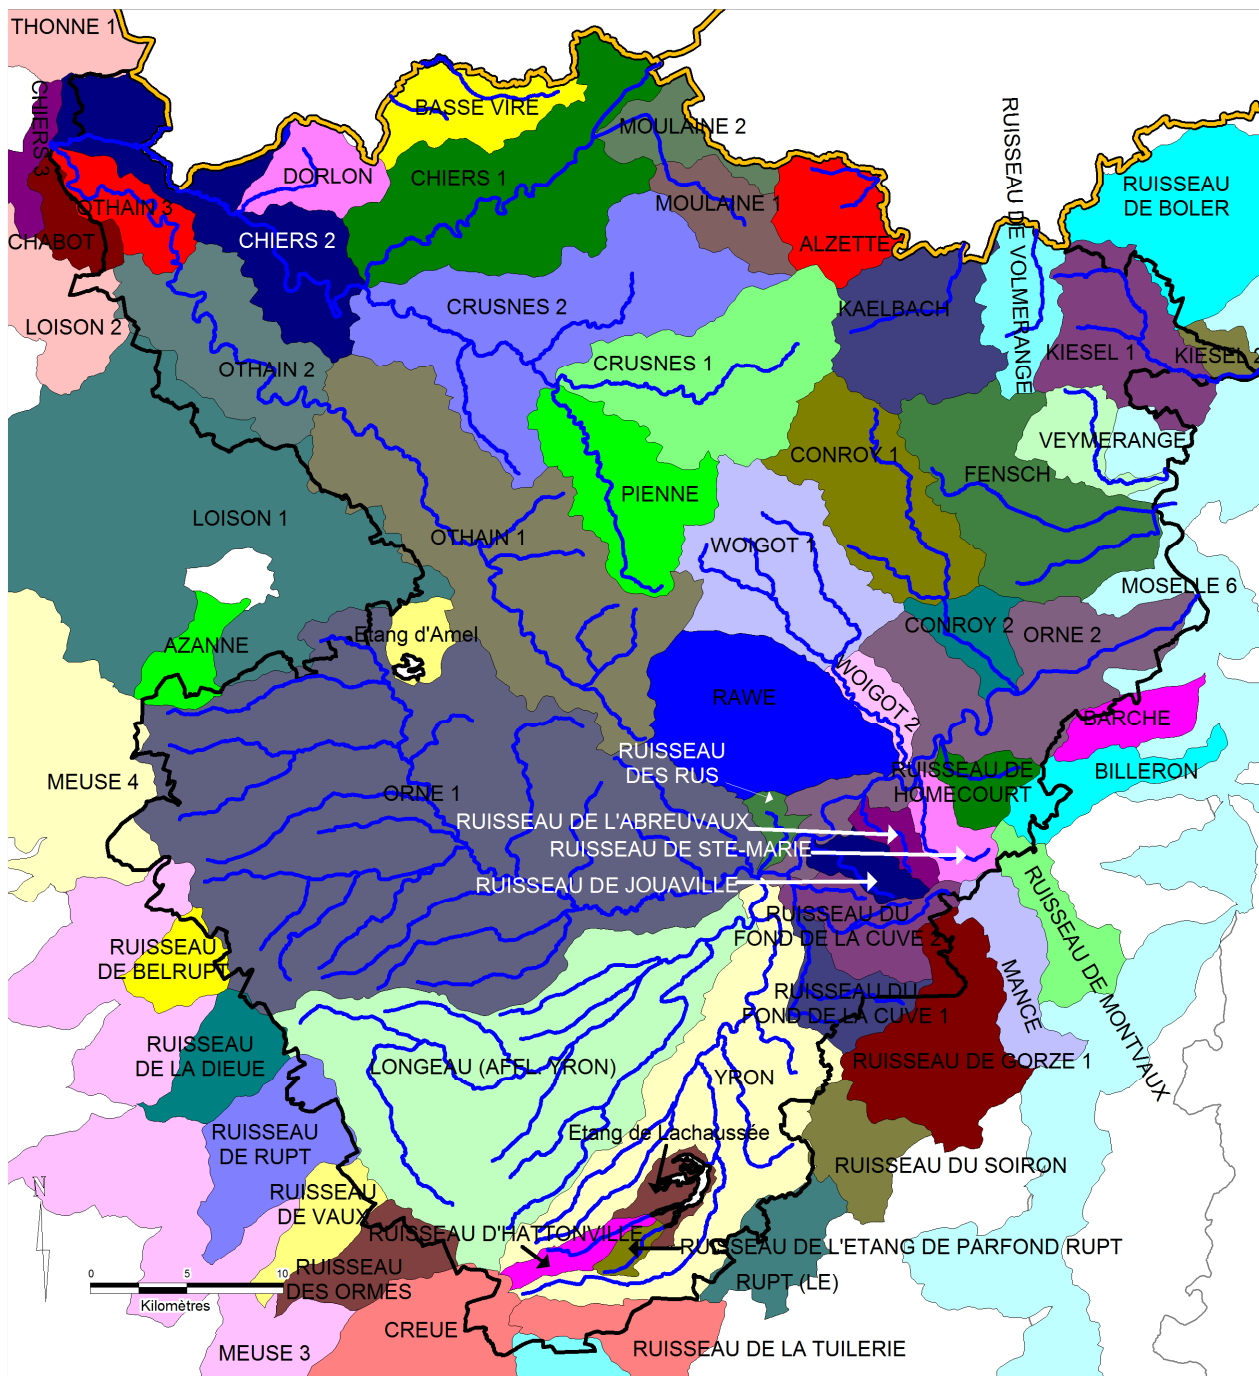 THONNE 1
CHIERS 3
BASSE VIRE
MOULAINE 2
DORLON
CHIERS 1
RUISSEAU DE VOLMERANGE
RUISSEAU
DE BOLER
OTHAIN 3
MOULAINE 1
CHABOT
CHIERS 2
ALZETTE
LOISON 2
CRUSNES 2
KAELBACH
OTHAIN 2
CRUSNES 1
KIESEL 1
KIESEL 2
VEYMERANGE
CONROY 1
FENSCH
PIENNE
LOISON 1
OTHAIN 1
WOIGOT 1
MOSELLE 6
AZANNE
Etang d'Amel
CONROY 2
ORNE 2
RAWE
WOIGOT 2
BARCHE
RUISSEAU
DES RUS
MEUSE 4
ORNE 1
RUISSEAU DE
HOMECOURT
BILLERON
RUISSEAU DE L'ABREUVAUX
RUISSEAU DE STE-MARIE
RUISSEAU DE JOUAVILLE
RUISSEAU DU
FOND DE LA CUVE 2
RUISSEAU
DE BELRUPT
MANCE
RUISSEAU DE MONTVAUX
RUISSEAU DU
FOND DE LA CUVE 1
RUISSEAU
DE LA DIEUE
LONGEAU (AFFL. YRON)
YRON
RUISSEAU DE GORZE 1
RUISSEAU
DE RUPT
Etang de Lachaussée
RUISSEAU DU SOIRON
N
RUISSEAU
DE VAUX
RUISSEAU D'HATTONVILLE
RUISSEAU DE L'ETANG DE PARFOND RUPT
RUISSEAU
DES ORMES
RUPT (LE)
0 5 10
Kilomètres
CREUE
MEUSE 3
RUISSEAU DE LA TUILERIE